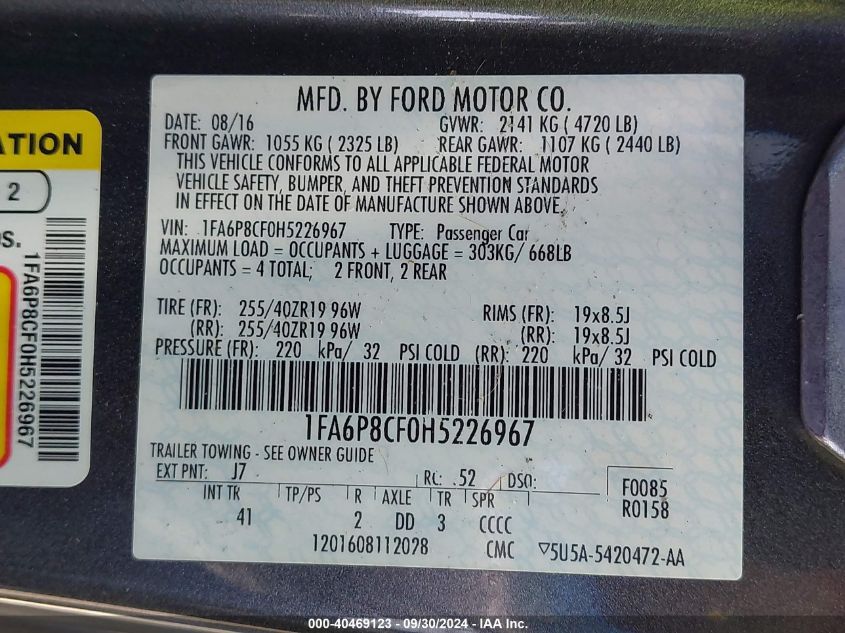 MFD. BY FORD MOTOR CO.
DATE: 08/16 GVWR: 2141 KG ( 4720 LB)
FRONT GAWR: 1055 KG ( 2325 LB) REAR GAWR: 1107 KG ( 2440 LB)
THIS VEHICLE CONFORMS TO ALL APPLICABLE FEDERAL MOTOR
VEHICLE SAFETY, BUMPER, AND THEFT PREVENTION STANDARDS
IN EFFECT ON THE DATE OF MANUFACTURE SHOWN ABOVE.
VIN: 1FA6P8CF0H5226967 TYPE: Passenger Car
MAXIMUM LOAD = OCCUPANTS + LUGGAGE = 303KG/ 668LB
OCCUPANTS = 4 TOTAL; 2 FRONT, 2 REAR
TIRE (FR): 255/40ZR19 96W RIMS (FR): 19x8.5J
(RR): 255/40ZR19 96W (RR): 19x8.5J
PRESSURE (FR): 220 kPa/ 32 PSI COLD (RR): 220 kPa/ 32 PSI COLD
1FA6P8CF0H5226967
TRAILER TOWING - SEE OWNER GUIDE
EXT PNT: J7 RC: 52 DSO: F0085
INT TR TP/PS R AXLE TR SPR R0158
41 2 DD 3 CCCC
1201608112028 CMC ▽5U5A-5420472-AA
ATION
2
S.
1FA6P8CF0H5226967
000-40469123 - 09/30/2024 - IAAI.com